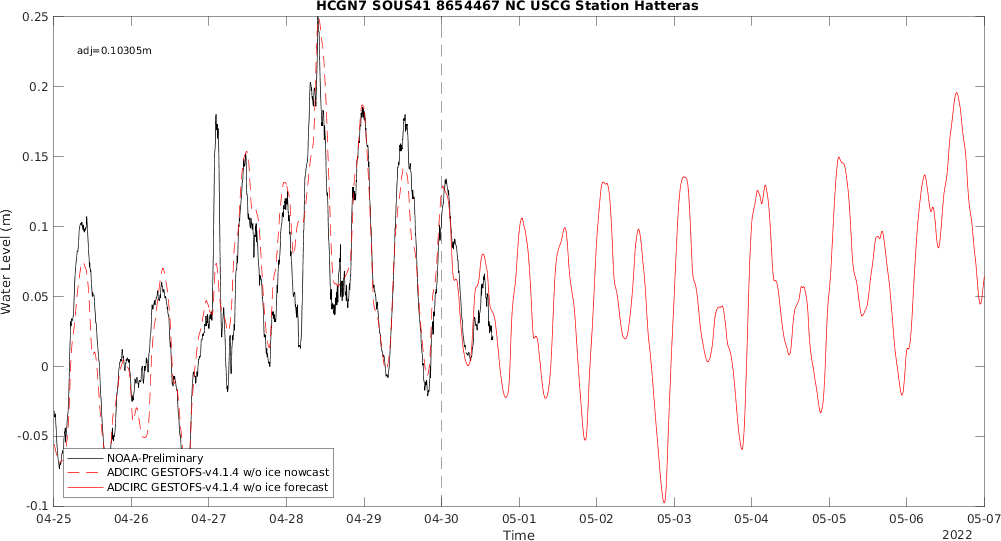 HCGN7 SOUS41 8654467 NC USCG Station Hatteras
0.25
0.2
0.15
0.1
0.05
0
-0.05
-0.1
Water Level (m)
adj=0.10305m
NOAA-Preliminary
ADCIRC GESTOFS-v4.1.4 w/o ice nowcast
ADCIRC GESTOFS-v4.1.4 w/o ice forecast
04-25 04-26 04-27 04-28 04-29 04-30 05-01 05-02 05-03 05-04 05-05 05-06 05-07
Time
2022